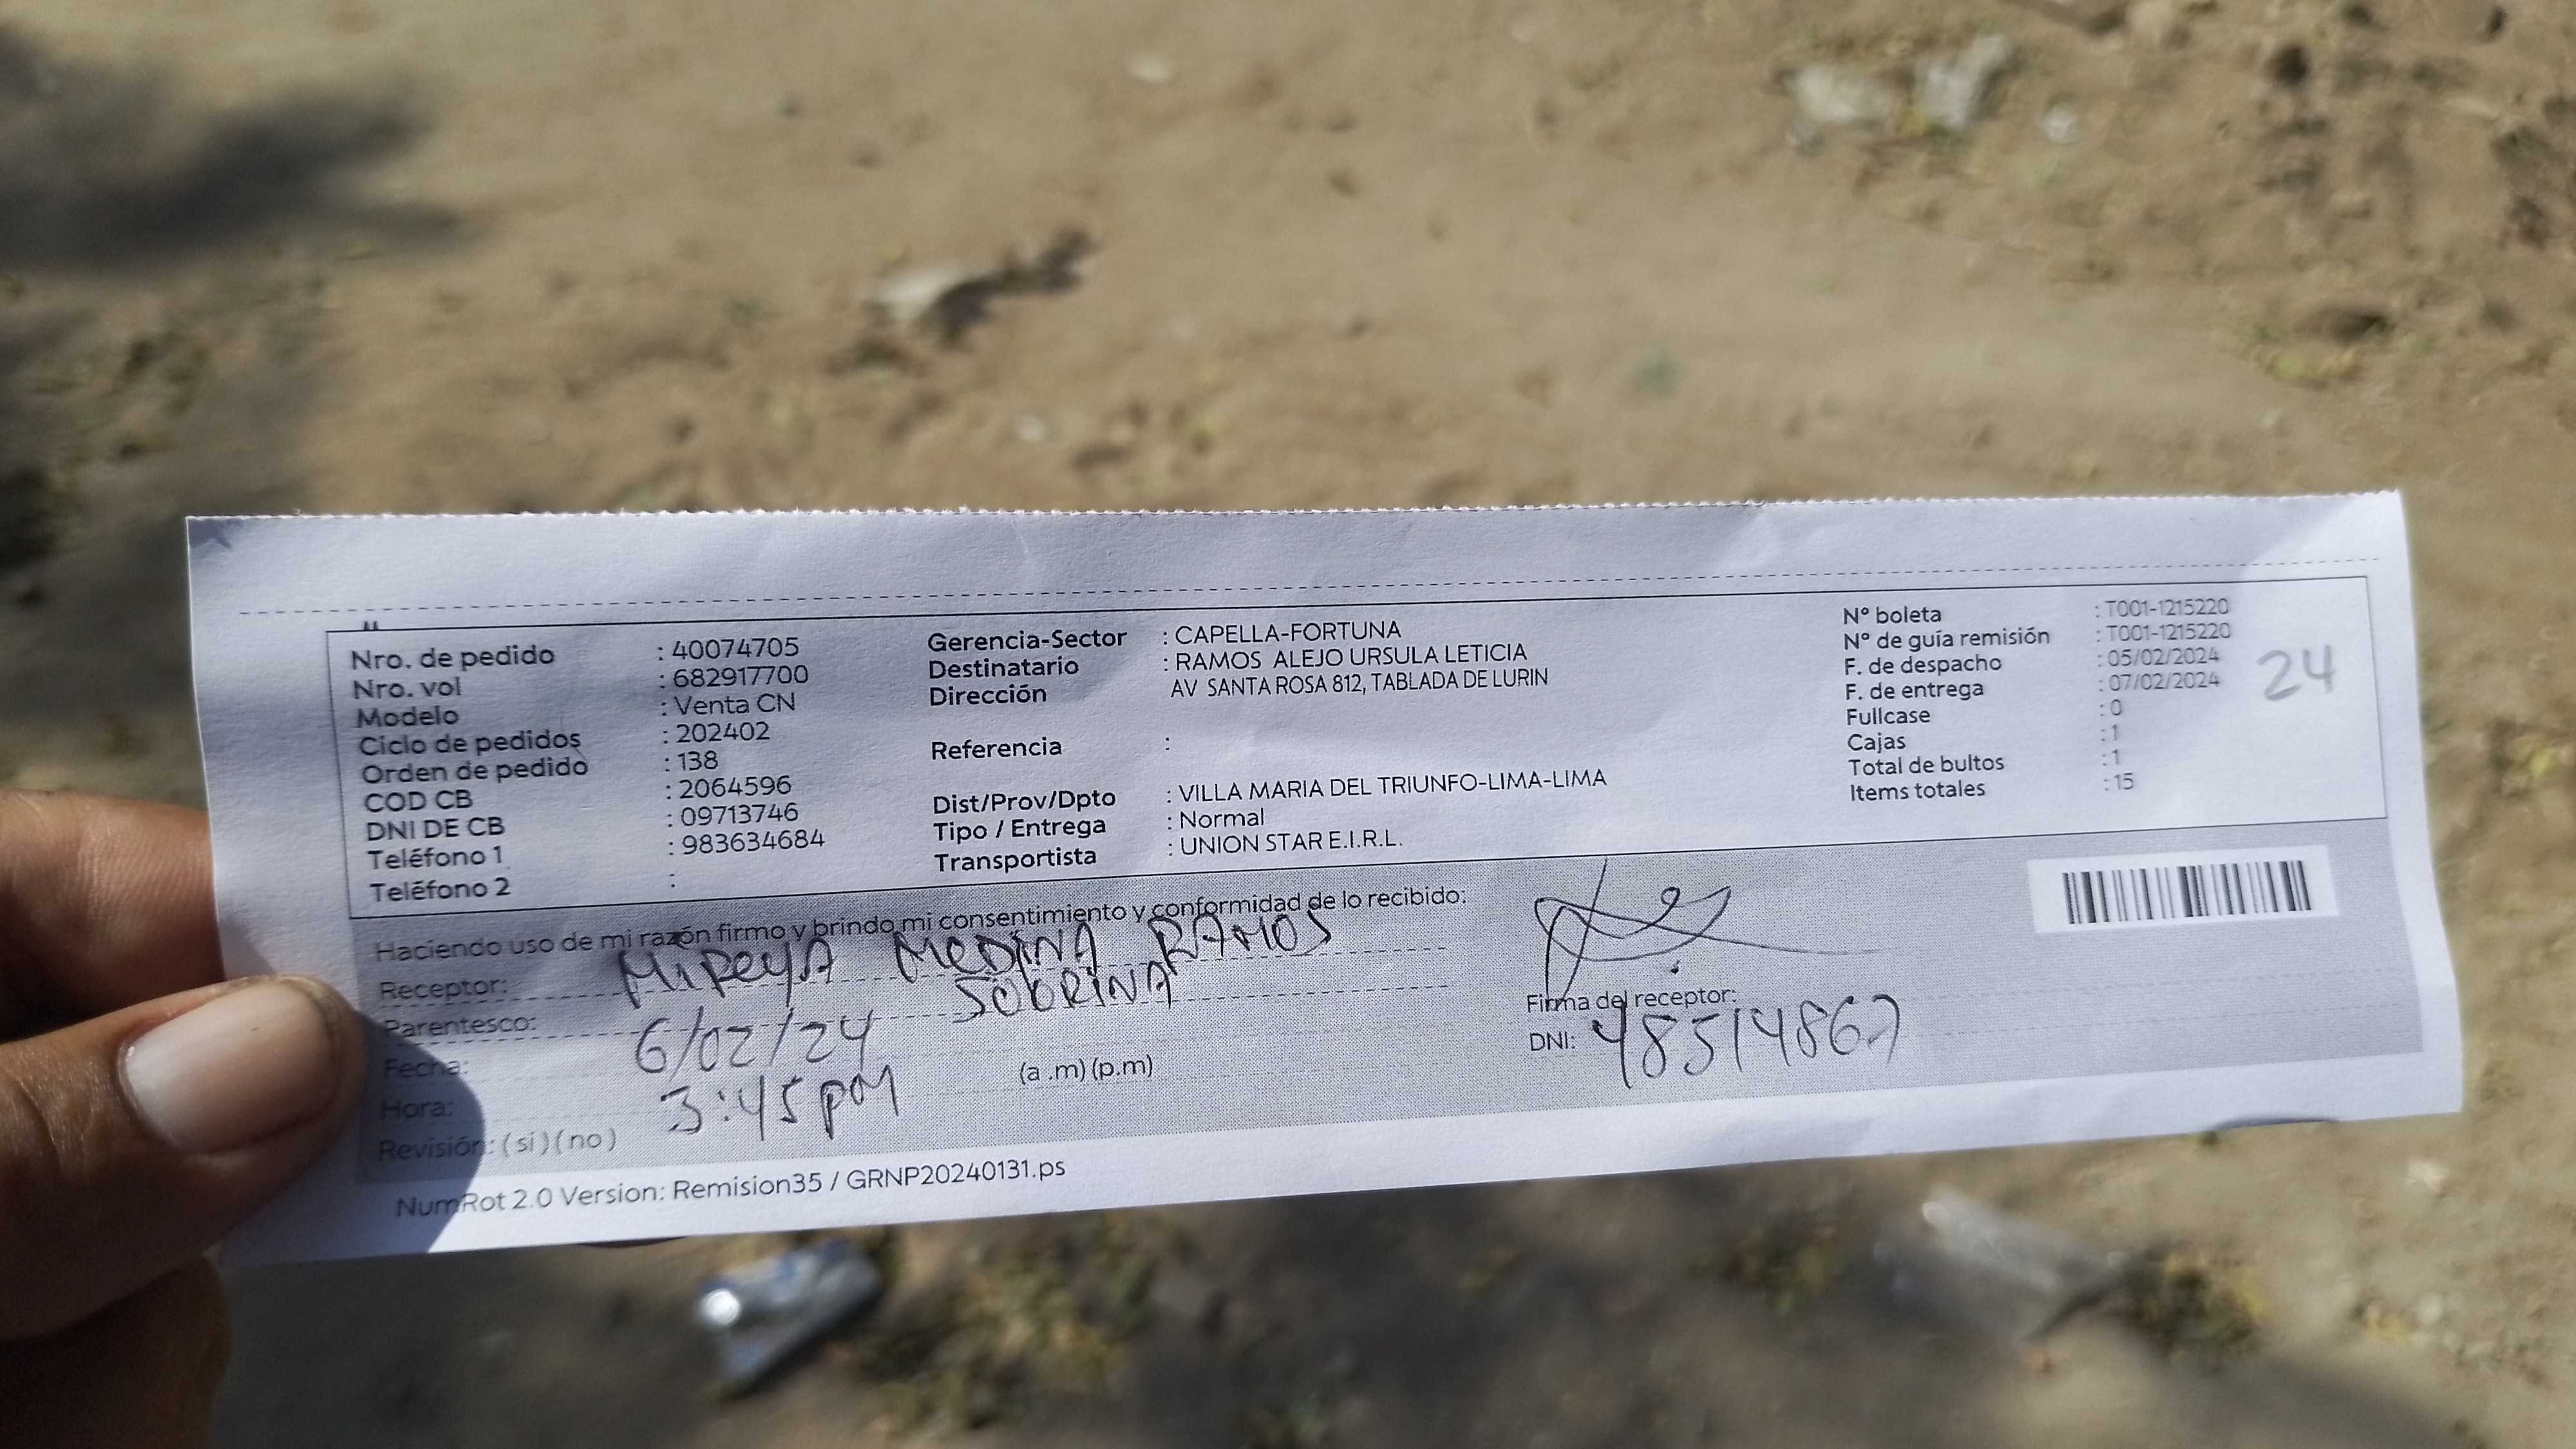 Nro. de pedido : 40074705
Nro. vol : 682917700
Modelo : Venta CN
Ciclo de pedidos : 202402
Orden de pedido : 138
COD CB : 2064596
DNI DE CB : 09713746
Teléfono 1 : 983634684
Teléfono 2 :
Gerencia-Sector : CAPELLA-FORTUNA
Destinatario : RAMOS ALEJO URSULA LETICIA
Dirección AV SANTA ROSA 812, TABLADA DE LURIN
Referencia :
Dist/Prov/Dpto : VILLA MARIA DEL TRIUNFO-LIMA-LIMA
Tipo / Entrega : Normal
Transportista : UNION STAR E.I.R.L.
N° boleta : T001-1215220
N° de guía remisión : T001-1215220
F. de despacho : 05/02/2024
F. de entrega : 07/02/2024
Fullcase : 0
Cajas : 1
Total de bultos : 1
Items totales : 15
24
Haciendo uso de mi razón firmo y brindo mi consentimiento y conformidad de lo recibido:
Receptor: MiReyA MEDINA RAMOS
Parentesco: SOBRINA
Fecha: 6/02/24
Hora: 3:45 pm (a .m) (p.m)
Revisión: (sí) (no)
Firma del receptor:
DNI: 48514867
NumRot 2.0 Version: Remision35 / GRNP20240131.ps